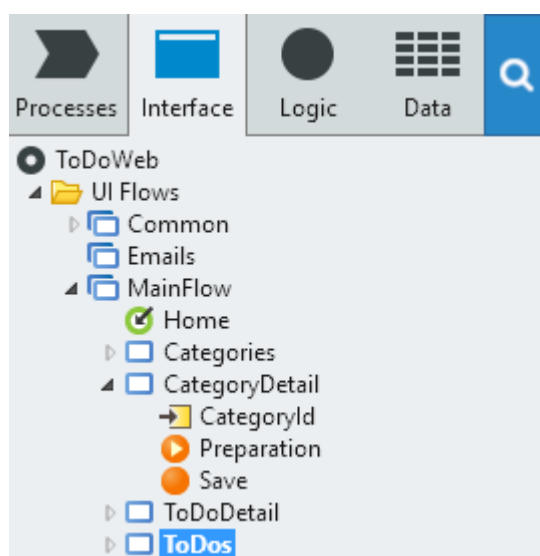 Processes Interface Logic Data
ToDoWeb
UI Flows
Common
Emails
MainFlow
Home
Categories
CategoryDetail
CategoryId
Preparation
Save
ToDoDetail
ToDos